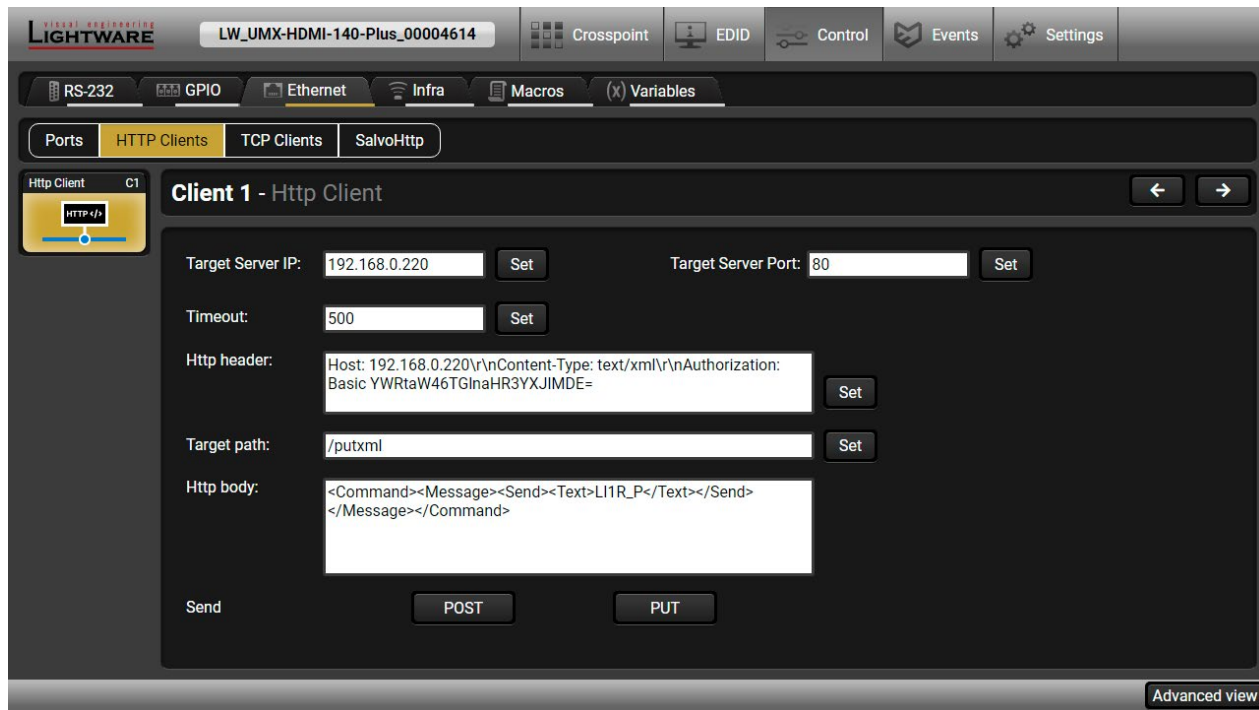 visual engineering
LIGHTWARE
LW_UMX-HDMI-140-Plus_00004614
Crosspoint
EDID
Control
Events
Settings
RS-232
GPIO
Ethernet
Infra
Macros
(x) Variables
Ports
HTTP Clients
TCP Clients
SalvoHttp
Http Client C1
HTTP </>
Client 1 - Http Client
Target Server IP: 192.168.0.220 Set Target Server Port: 80 Set
Timeout: 500 Set
Http header: Host: 192.168.0.220\r\nContent-Type: text/xml\r\nAuthorization:
Basic YWRtaW46TGlnaHR3YXJlMDE=
Set
Target path: /putxml Set
Http body: <Command><Message><Send><Text>LI1R_P</Text></Send>
</Message></Command>
Send POST PUT
Advanced view